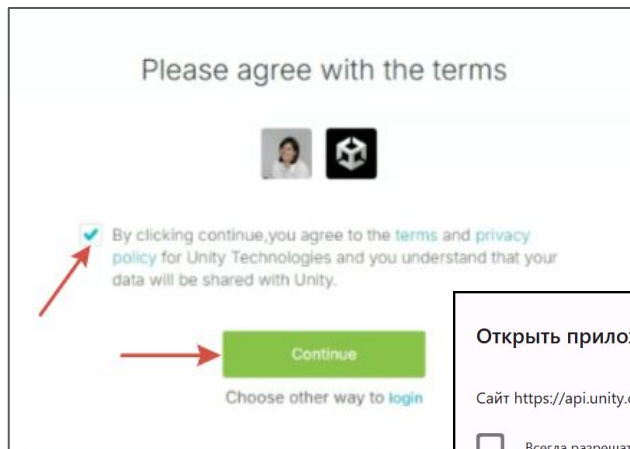 Please agree with the terms
By clicking continue,you agree to the terms and privacy
policy for Unity Technologies and you understand that your
data will be shared with Unity.
Continue
Choose other way to login
Открыть
Сайт https://api.unity.
Всегда